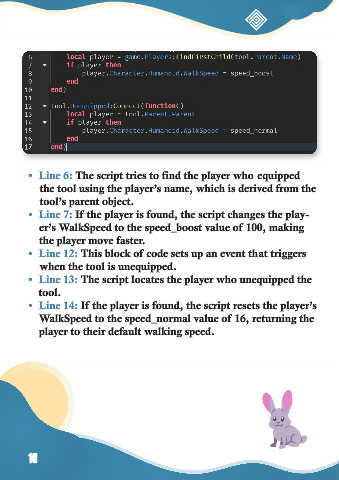 6 local player = game.Players:FindFirstChild(tool.Parent.Name)
7 if player then
8 player.Character.Humanoid.WalkSpeed = speed_boost
9 end
10 end)
11
12 tool.Unequipped:Connect(function()
13 local player = tool.Parent.Parent
14 if player then
15 player.Character.Humanoid.WalkSpeed = speed_normal
16 end
17 end)
• Line 6: The script tries to find the player who equipped
the tool using the player's name, which is derived from the
tool's parent object.
• Line 7: If the player is found, the script changes the play-
er's WalkSpeed to the speed_boost value of 100, making
the player move faster.
• Line 12: This block of code sets up an event that triggers
when the tool is unequipped.
• Line 13: The script locates the player who unequipped the
tool.
• Line 14: If the player is found, the script resets the player's
WalkSpeed to the speed_normal value of 16, returning the
player to their default walking speed.